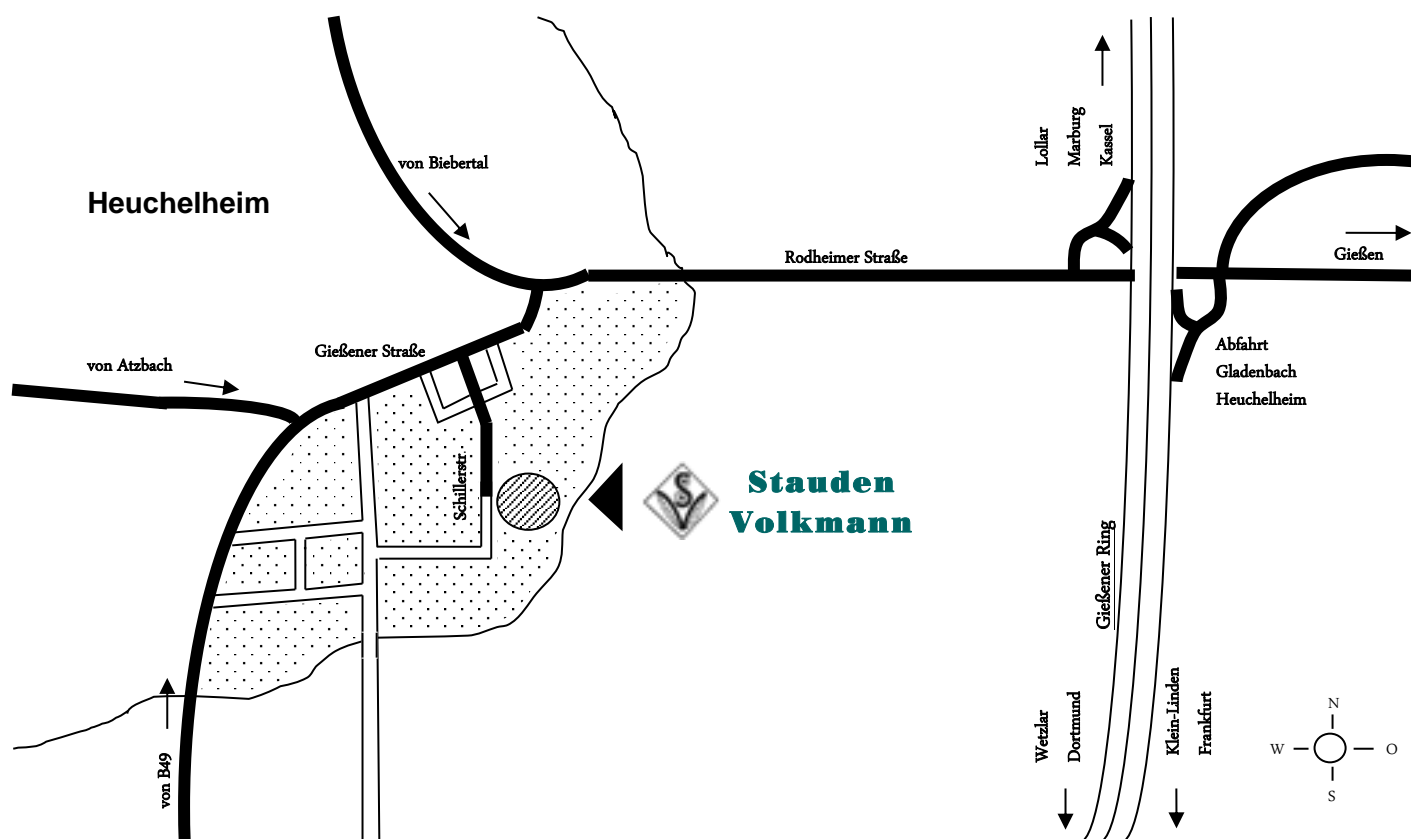 Lollar
Marburg
Kassel
von Biebertal
Heuchelheim
Rodheimer Straße
Gießen
Gießener Straße
Abfahrt
Gladenbach
Heuchelheim
von Atzbach
Schillerstr.
S
V
Stauden
Volkmann
Gießener Ring
Wetzlar
Dortmund
Klein-Linden
Frankfurt
von B49
N
W
O
S